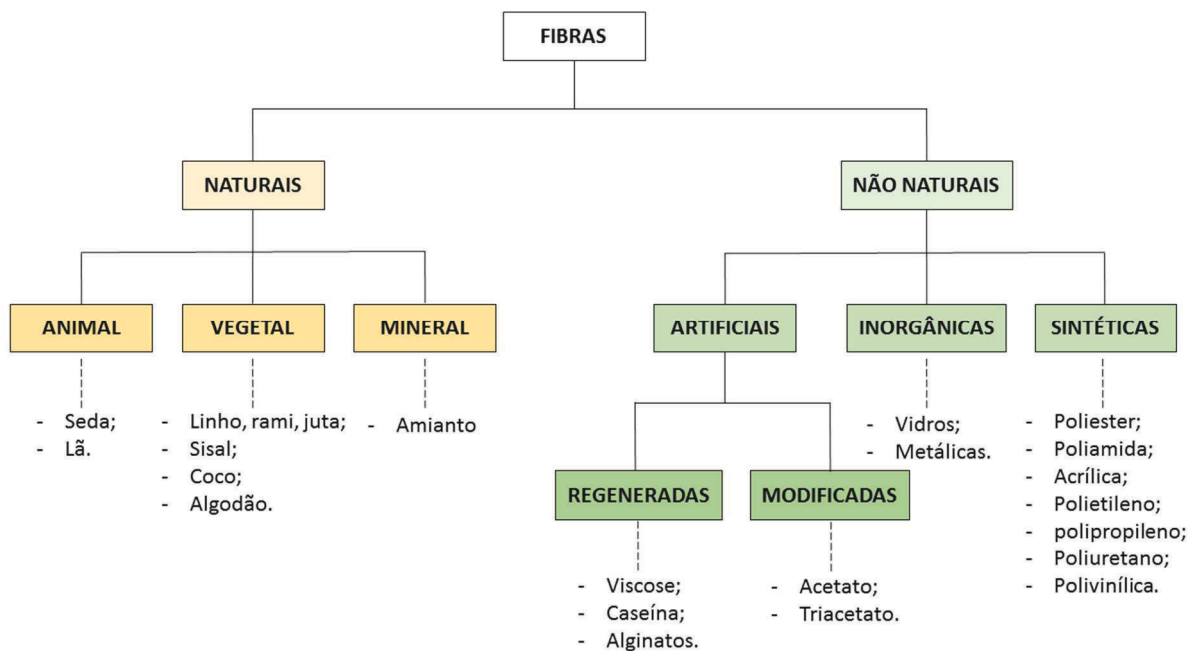 FIBRAS
NATURAIS
NÃO NATURAIS
ANIMAL
VEGETAL
MINERAL
ARTIFICIAIS
INORGÂNICAS
SINTÉTICAS
- Seda;
- Lã.
- Linho, rami, juta;
- Sisal;
- Coco;
- Algodão.
- Amianto
- Vidros;
- Metálicas.
- Poliester;
- Poliamida;
- Acrílica;
- Polietileno;
- polipropileno;
- Poliuretano;
- Polivinílica.
REGENERADAS
MODIFICADAS
- Viscose;
- Caseína;
- Alginatos.
- Acetato;
- Triacetato.